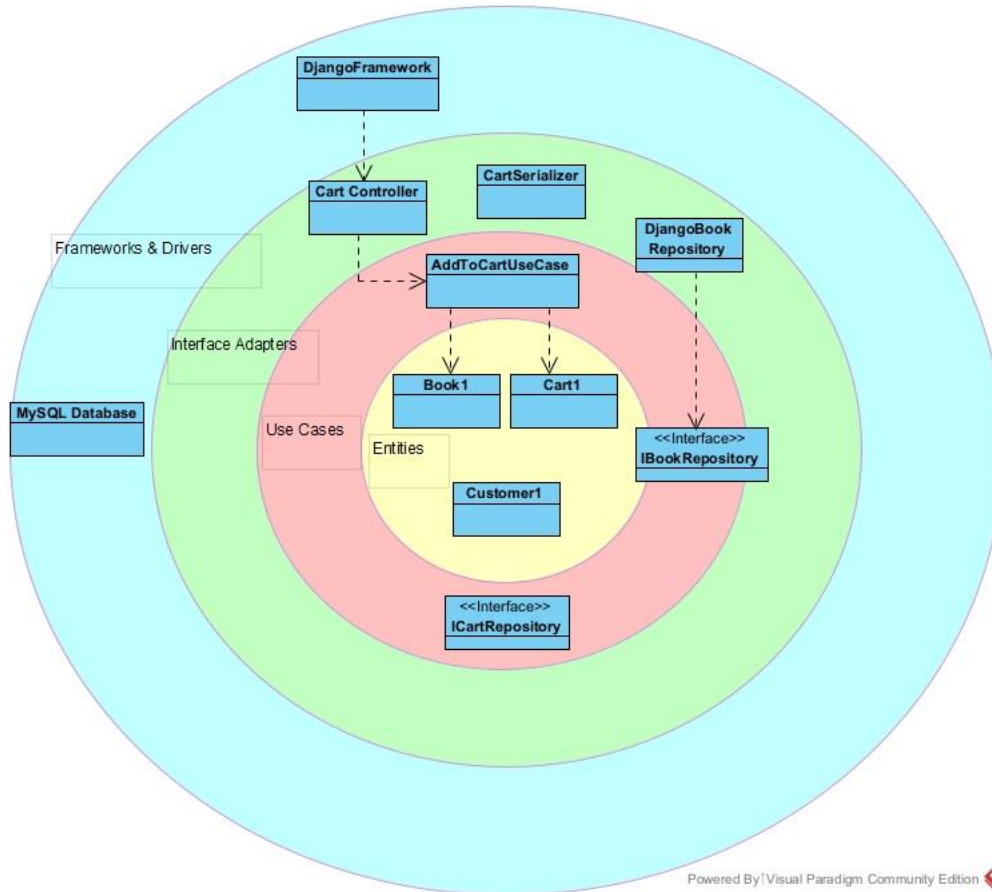 DjangoFramework
CartSerializer
Cart Controller
DjangoBook
Repository
Frameworks & Drivers
AddToCartUseCase
Interface Adapters
Book1
Cart1
MySQL Database
Use Cases
Entities
<<Interface>>
IBookRepository
Customer1
<<Interface>>
ICartRepository
Powered By Visual Paradigm Community Edition